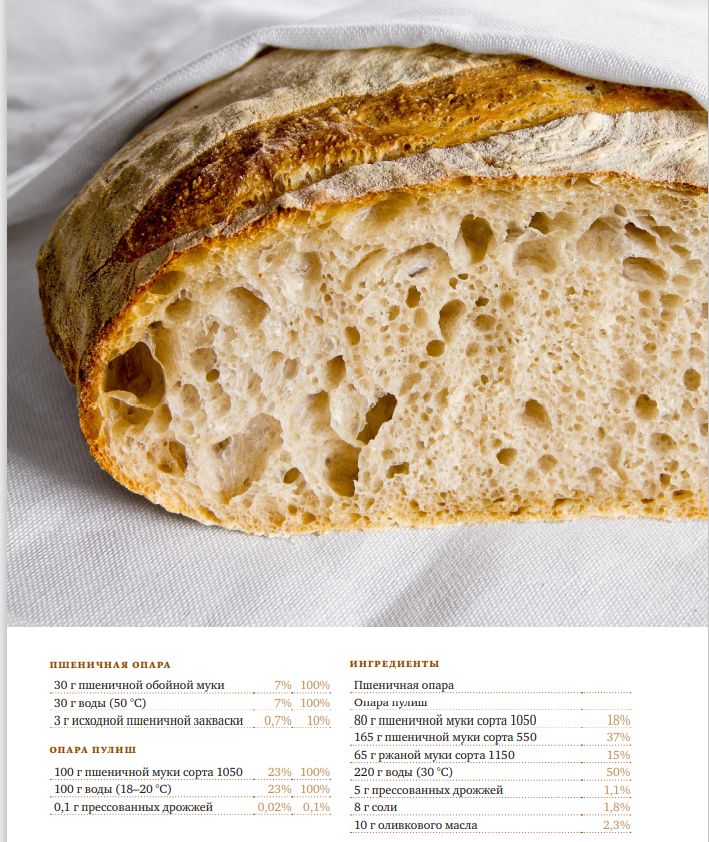 ПШЕНИЧНАЯ ОПАРА
30 г пшеничной обойной муки 7% 100%
30 г воды (50 °C) 7% 100%
3 г исходной пшеничной закваски 0,7% 10%
ОПАРА ПУЛИШ
100 г пшеничной муки сорта 1050 23% 100%
100 г воды (18–20 °C) 23% 100%
0,1 г прессованных дрожжей 0,02% 0,1%
ИНГРЕДИЕНТЫ
Пшеничная опара
Опара пулиш
80 г пшеничной муки сорта 1050 18%
165 г пшеничной муки сорта 550 37%
65 г ржаной муки сорта 1150 15%
220 г воды (30 °C) 50%
5 г прессованных дрожжей 1,1%
8 г соли 1,8%
10 г оливкового масла 2,3%